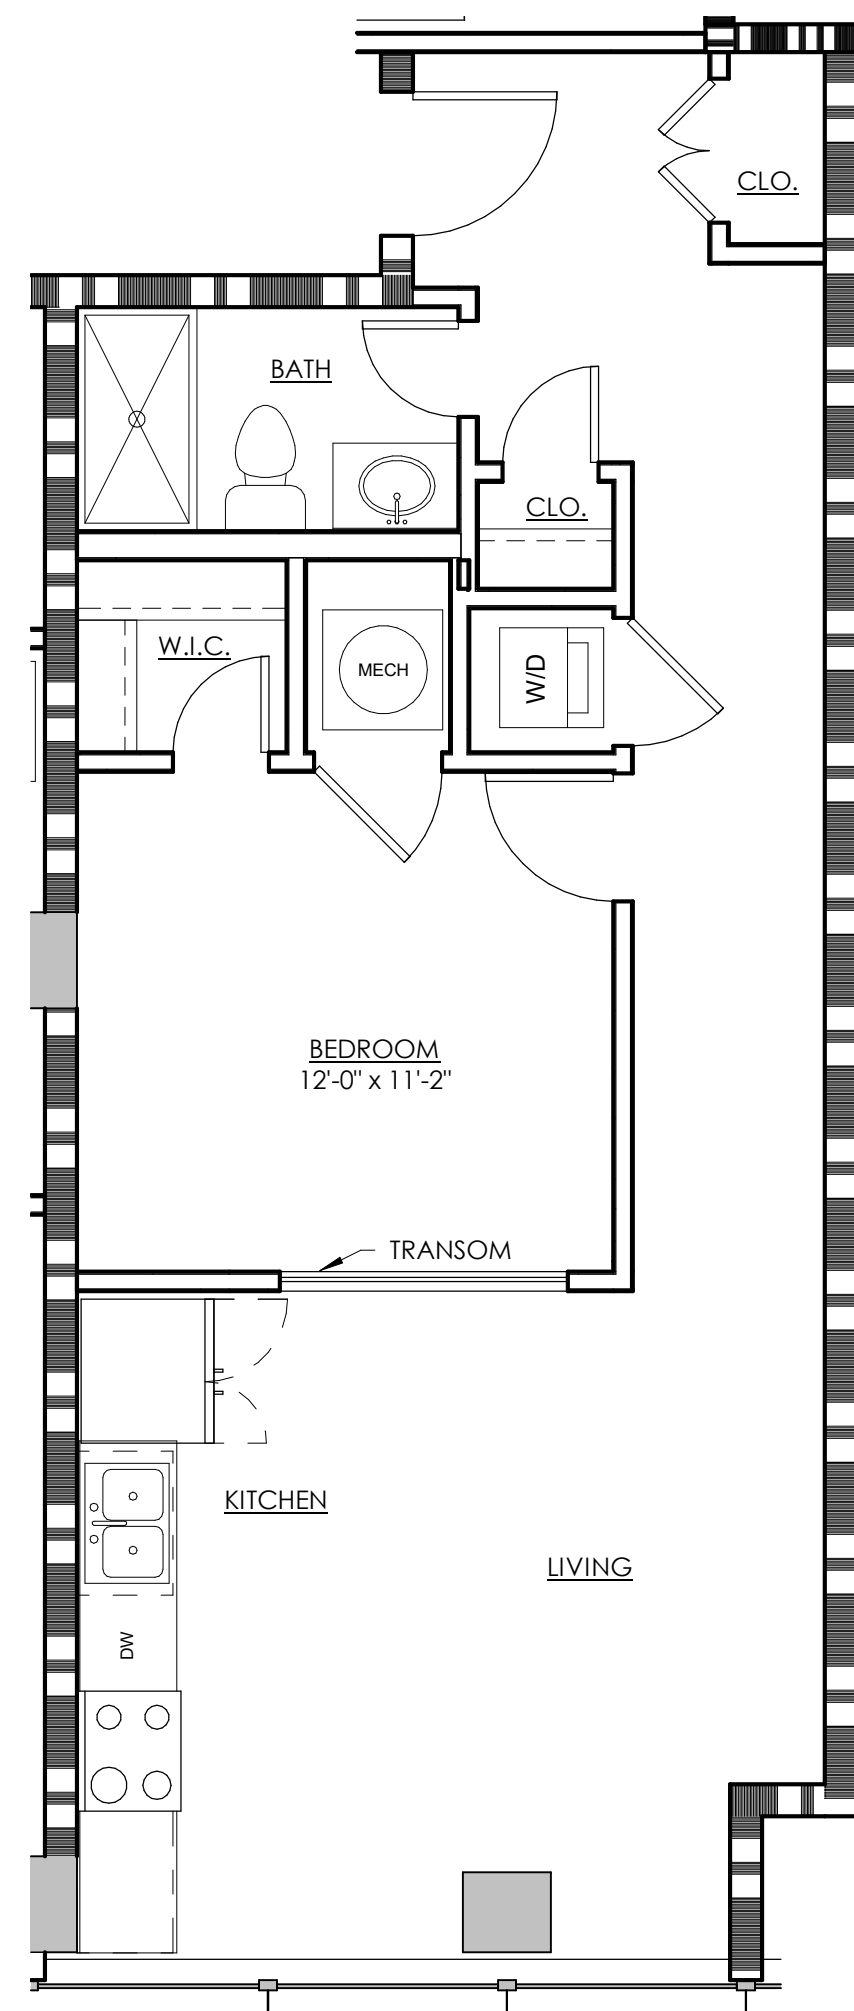 CLO.
BATH
CLO.
W.I.C.
MECH
W/D
BEDROOM
12'-0" x 11'-2"
TRANSOM
KITCHEN
LIVING
DW